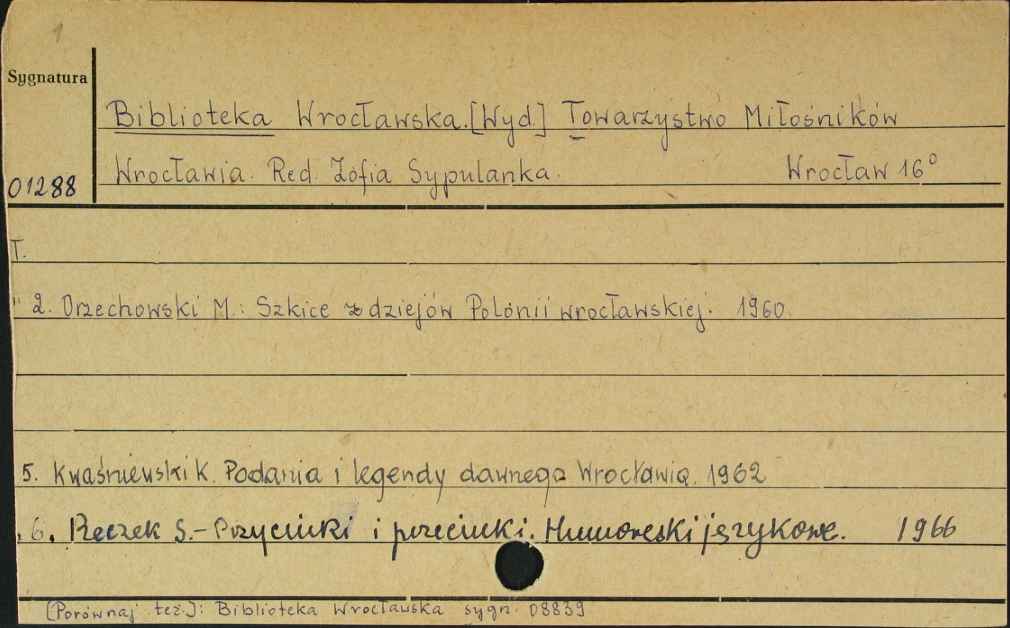 1
Sygnatura
Biblioteka Wrocławska. [Wyd.] Towarzystwo Miłośników
01288 Wrocławia. Red. Zofia Sypulanka. Wrocław 16°
T.
" 2. Orzechowski M.: Szkice z dziejów Polonii wrocławskiej. 1960.
5. Kwaśniewski K. Podania i legendy dawnego Wrocławia. 1962
6. Reczek S. - Przycinki i przecinki. Humoreski językowe. 1966
[Porównaj też.]: Biblioteka Wrocławska sygn. 08839